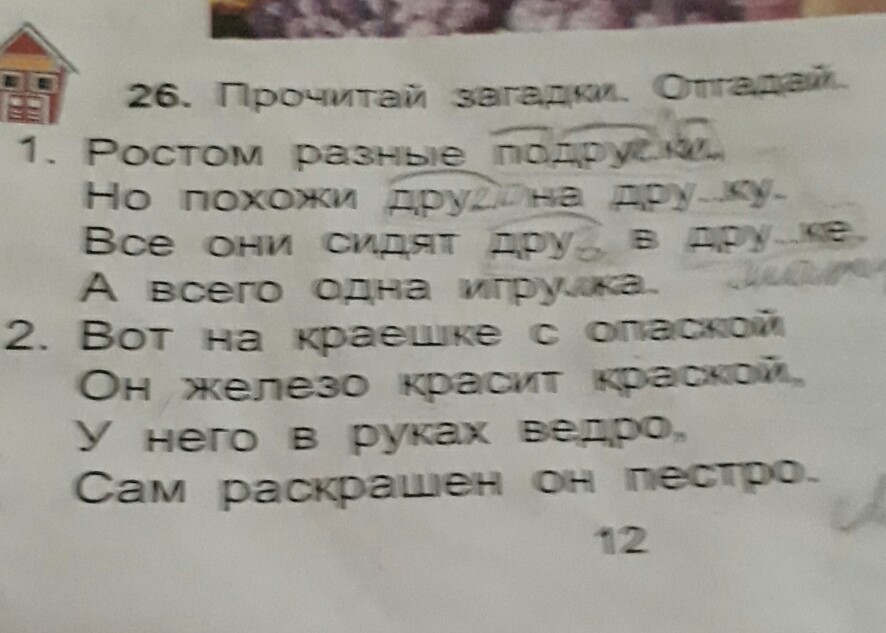 26. Прочитай загадки. Отгадай.
1. Ростом разные подру...ки.
Но похожи друг на дру...ку.
Все они сидят друг в дру...ке.
А всего одна игру...ка.
2. Вот на краешке с опаской
Он железо красит краской,
У него в руках ведро,
Сам раскрашен он пестро.
12